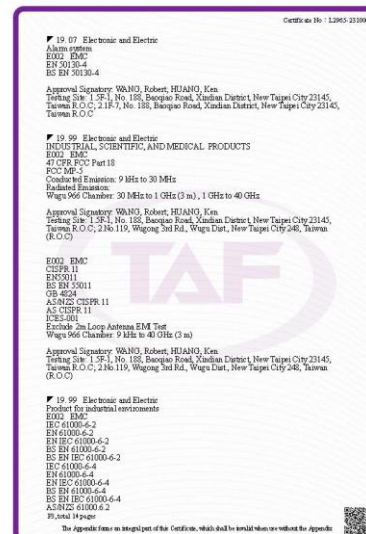 Certificate No : L2965-231001
19. 07 Electronic and Electric
Alarm system
E002 EMC
EN 50130-4
BS EN 50130-4
Approval Signatory: WANG, Robert; HUANG, Ken
Testing Site: 1.5F-1, No. 188, Baoqiao Road, Xindian District, New Taipei City 23145,
Taiwan R.O.C; 2.1F-7, No. 188, Baoqiao Road, Xindian District, New Taipei City 23145,
Taiwan R.O.C
19. 99 Electronic and Electric
INDUSTRIAL, SCIENTIFIC, AND MEDICAL PRODUCTS
E002 EMC
47 CFR FCC Part 18
FCC MP-5
Conducted Emission: 9 kHz to 30 MHz
Radiated Emission:
Wugu 966 Chamber: 30 MHz to 1 GHz (3 m) , 1 GHz to 40 GHz
Approval Signatory: WANG, Robert; HUANG, Ken
Testing Site: 1.5F-1, No. 188, Baoqiao Road, Xindian District, New Taipei City 23145,
Taiwan R.O.C; 2.No.119, Wugong 3rd Rd., Wugu Dist., New Taipei City 248, Taiwan
(R.O.C)
TAF
E002 EMC
CISPR 11
EN55011
BS EN 55011
GB 4824
AS/NZS CISPR 11
AS CISPR 11
ICES-001
Exclude 2m Loop Antenna EMI Test
Wugu 966 Chamber: 9 kHz to 40 GHz (3 m)
Approval Signatory: WANG, Robert; HUANG, Ken
Testing Site: 1.5F-1, No. 188, Baoqiao Road, Xindian District, New Taipei City 23145,
Taiwan R.O.C; 2.No.119, Wugong 3rd Rd., Wugu Dist., New Taipei City 248, Taiwan
(R.O.C)
19. 99 Electronic and Electric
Product for industrial enviroments
E002 EMC
IEC 61000-6-2
EN 61000-6-2
EN IEC 61000-6-2
BS EN 61000-6-2
BS EN IEC 61000-6-2
IEC 61000-6-4
EN 61000-6-4
EN IEC 61000-6-4
BS EN 61000-6-4
BS EN IEC 61000-6-4
AS/NZS 61000.6.2
P9, total 14 pages
The Appendix forms an integral part of this Certificate, which shall be invalid when use without the Appendix